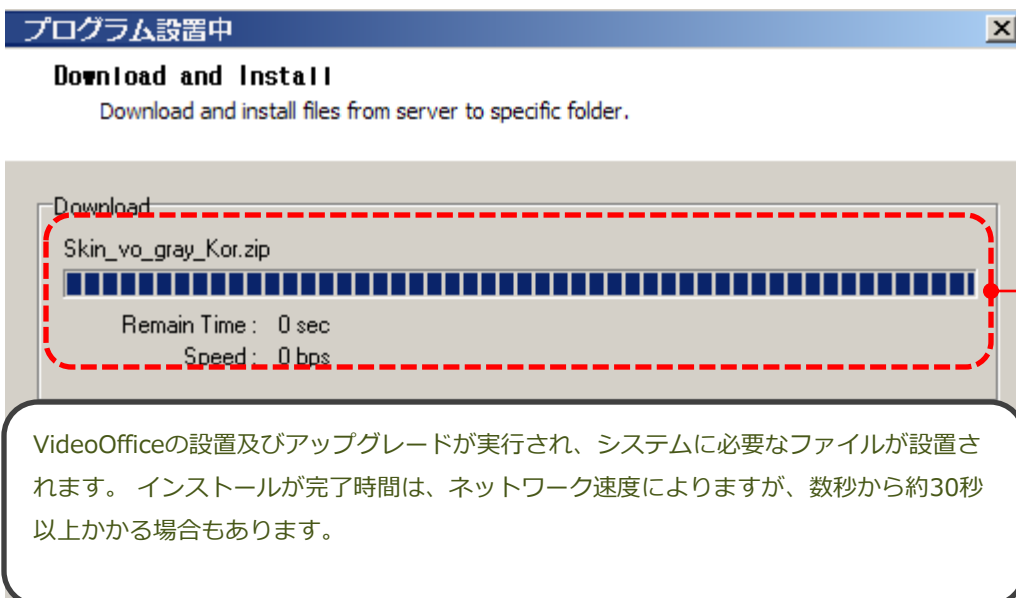 プログラム設置中
Download and Install
Download and install files from server to specific folder.
Download
Skin_vo_gray_Kor.zip
Remain Time : 0 sec
Speed : 0 bps
VideoOfficeの設置及びアップグレードが実行され、システムに必要なファイルが設置さ
れます。 インストールが完了時間は、ネットワーク速度によりますが、数秒から約30秒
以上かかる場合もあります。